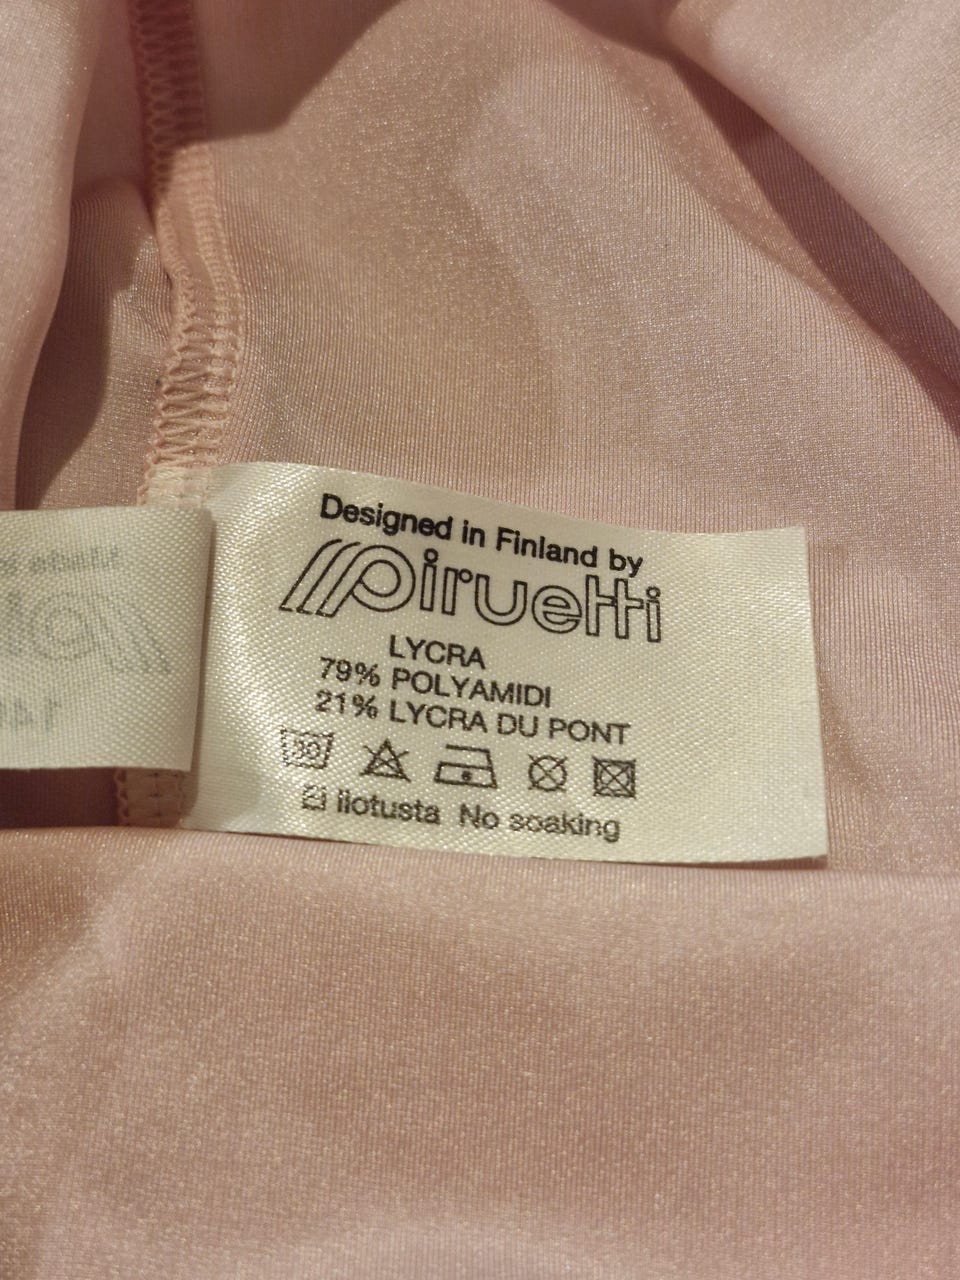 Designed in Finland by
piruetti
LYCRA
79% POLYAMIDI
21% LYCRA DU PONT
30
Ei liotusta No soaking